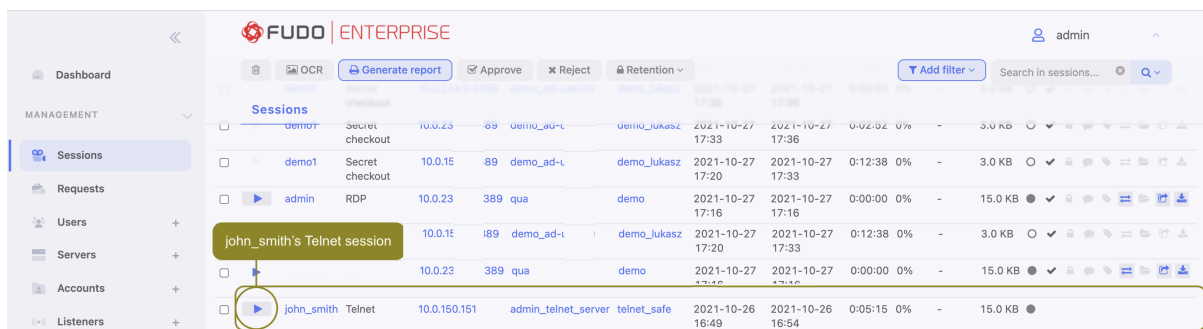 FUDO ENTERPRISE
admin
Dashboard
MANAGEMENT
Sessions
Requests
Users +
Servers +
Accounts +
Listeners +
OCR Generate report Approve Reject Retention Add filter Search in sessions...
Sessions
demo1 Secret checkout 10.0.23 89 demo_ad-u demo_lukasz 2021-10-27 17:33 2021-10-27 17:36 0:02:52 0% - 3.0 KB
demo1 Secret checkout 10.0.15 89 demo_ad-u demo_lukasz 2021-10-27 17:20 2021-10-27 17:33 0:12:38 0% - 3.0 KB
admin RDP 10.0.23 389 qua demo 2021-10-27 17:16 2021-10-27 17:16 0:00:00 0% - 15.0 KB
john_smith's Telnet session
10.0.15 389 demo_ad-u demo_lukasz 2021-10-27 17:20 2021-10-27 17:33 0:12:38 0% - 3.0 KB
10.0.23 389 qua demo 2021-10-27 17:16 2021-10-27 17:16 0:00:00 0% - 15.0 KB
john_smith Telnet 10.0.150.151 admin_telnet_server telnet_safe 2021-10-26 16:49 2021-10-26 16:54 0:05:15 0% - 15.0 KB